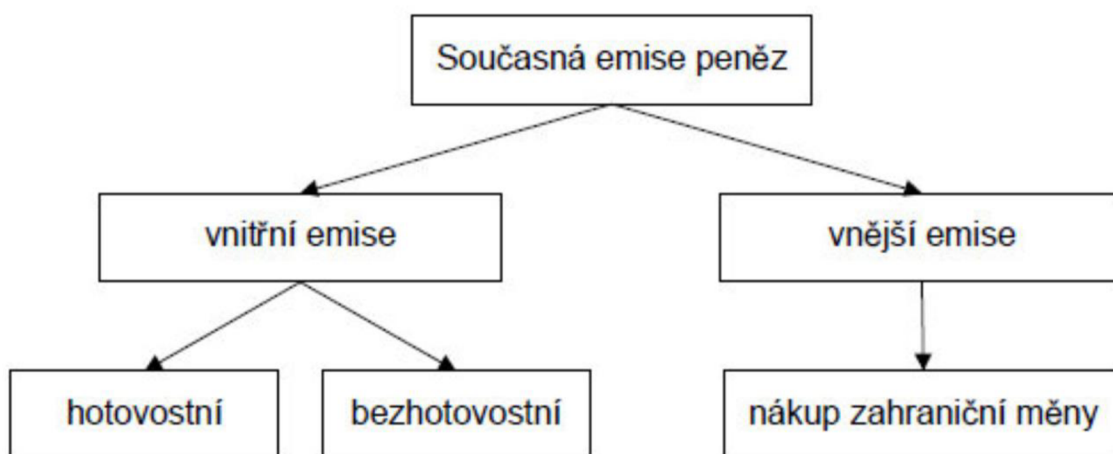 Současná emise peněz
vnitřní emise
vnější emise
hotovostní
bezhotovostní
nákup zahraniční měny